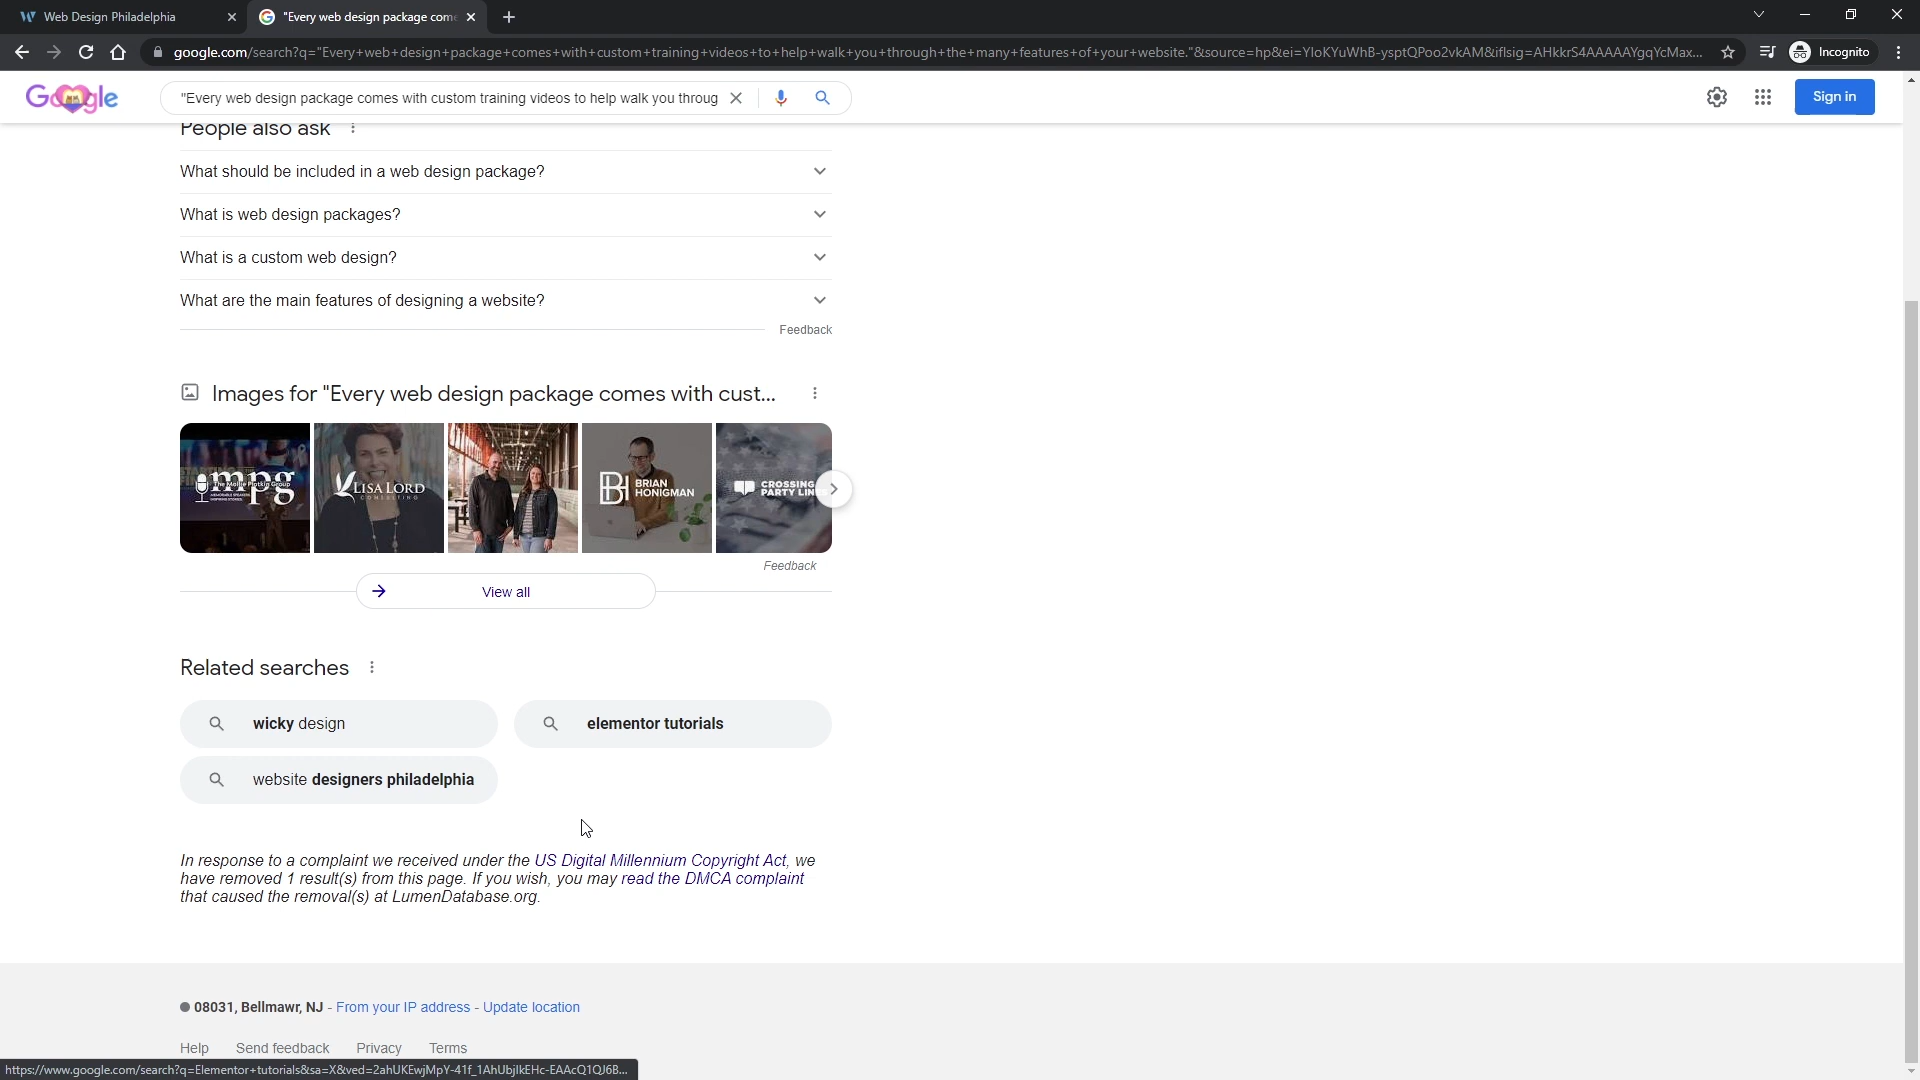 Web Design Philadelphia
"Every web design package com
google.com/search?q="Every+web+design+package+comes+with+custom+training+videos+to+help+walk+you+through+the+many+features+of+your+website."&source=hp&ei=YIoKYuWhB-ysptQPoo2vkAM&iflsig=AHkkrS4AAAAAYgqYcMax...
Incognito
Google
"Every web design package comes with custom training videos to help walk you throug
Sign in
People also ask
What should be included in a web design package?
What is web design packages?
What is a custom web design?
What are the main features of designing a website?
Feedback
Images for "Every web design package comes with cust...
mpg
The Mollie Plotkin Group
LISA LORD
CONSULTING
BH BRIAN
HONIGMAN
CROSSING
PARTY LINES
Feedback
View all
Related searches
wicky design
elementor tutorials
website designers philadelphia
In response to a complaint we received under the US Digital Millennium Copyright Act, we
have removed 1 result(s) from this page. If you wish, you may read the DMCA complaint
that caused the removal(s) at LumenDatabase.org.
08031, Bellmawr, NJ - From your IP address - Update location
Help Send feedback Privacy Terms
https://www.google.com/search?q=Elementor+tutorials&sa=X&ved=2ahUKEwjMpY-41f_1AhUbjIkEHc-EAAcQ1QJ6B...